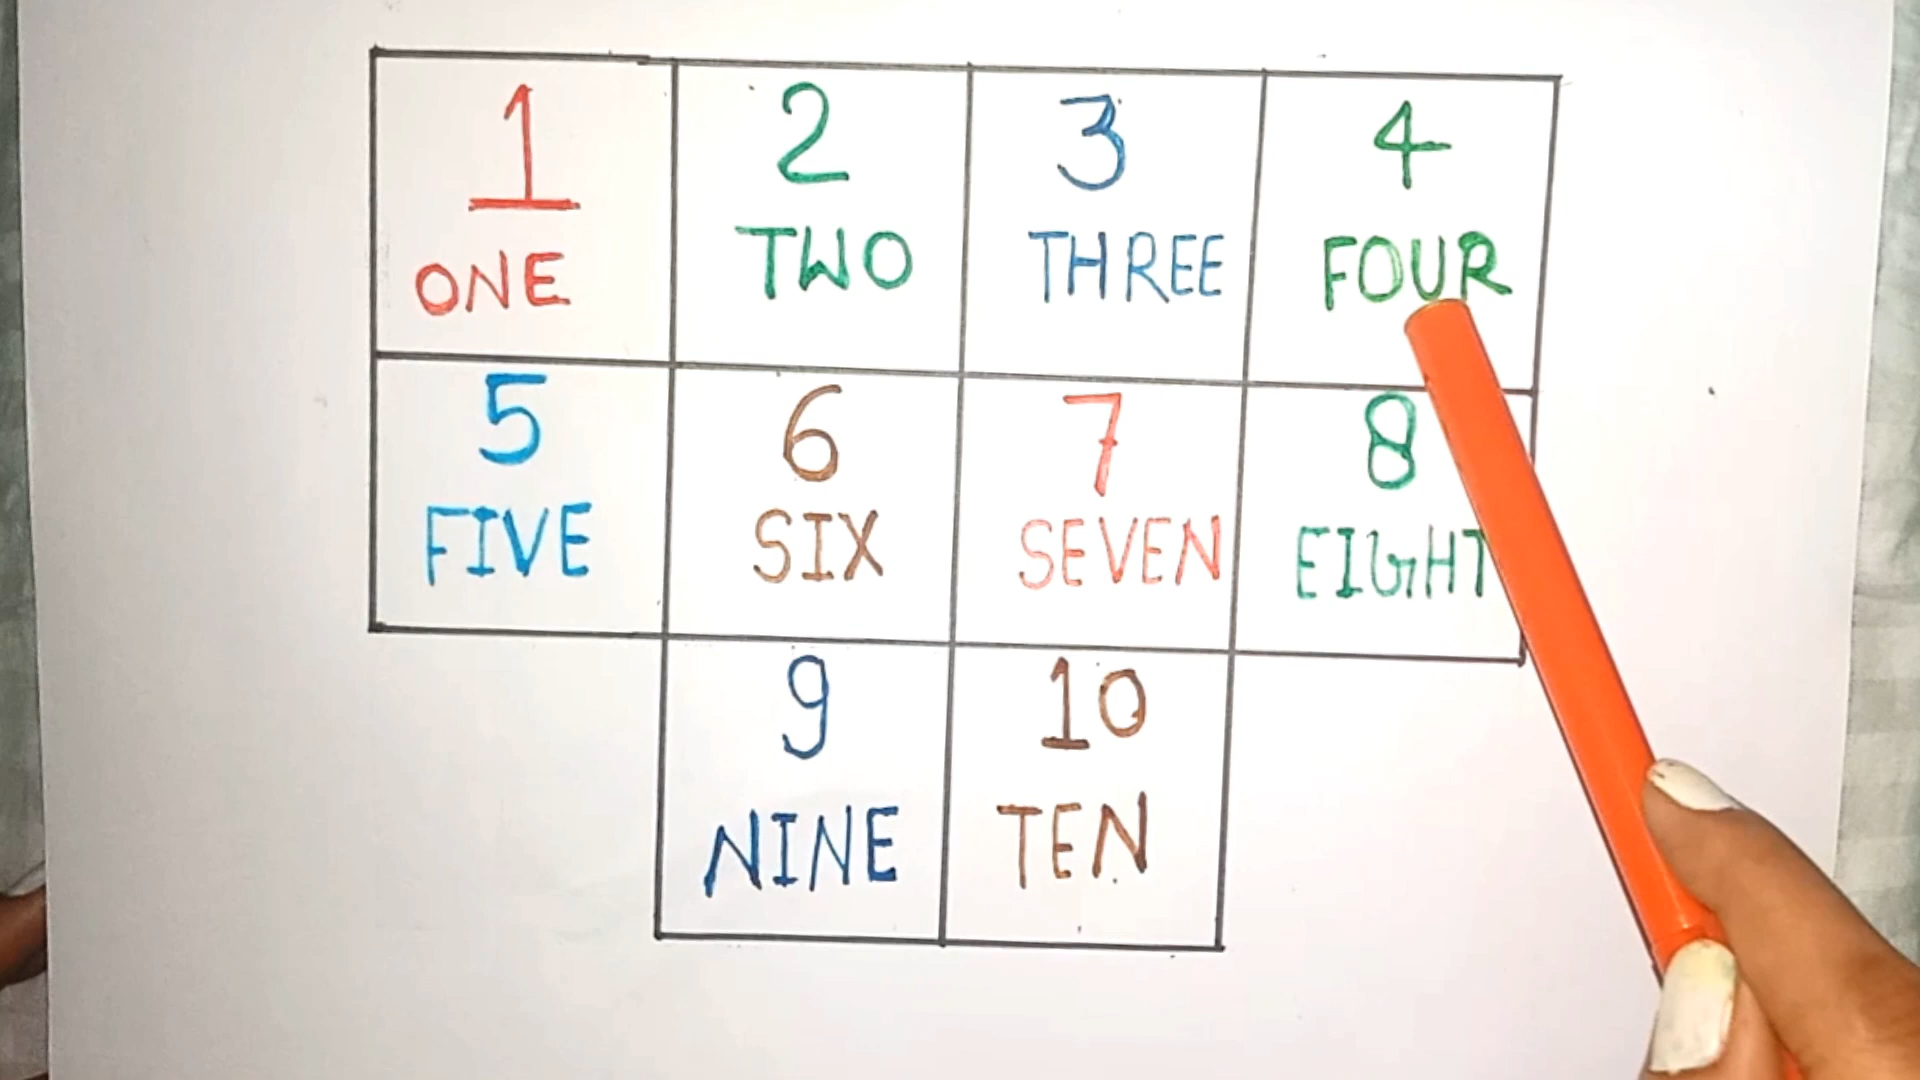 1 2 3 4
ONE TWO THREE FOUR
5 6 7 8
FIVE SIX SEVEN EIGHT
9 10
NINE TEN